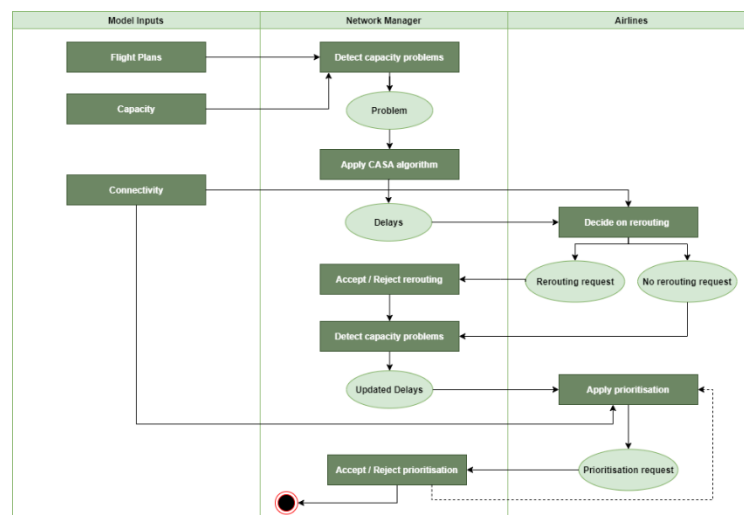 Model Inputs
Network Manager
Airlines
Flight Plans
Detect capacity problems
Capacity
Problem
Apply CASA algorithm
Connectivity
Delays
Decide on rerouting
Accept / Reject rerouting
Rerouting request
No rerouting request
Detect capacity problems
Updated Delays
Apply prioritisation
Accept / Reject prioritisation
Prioritisation request